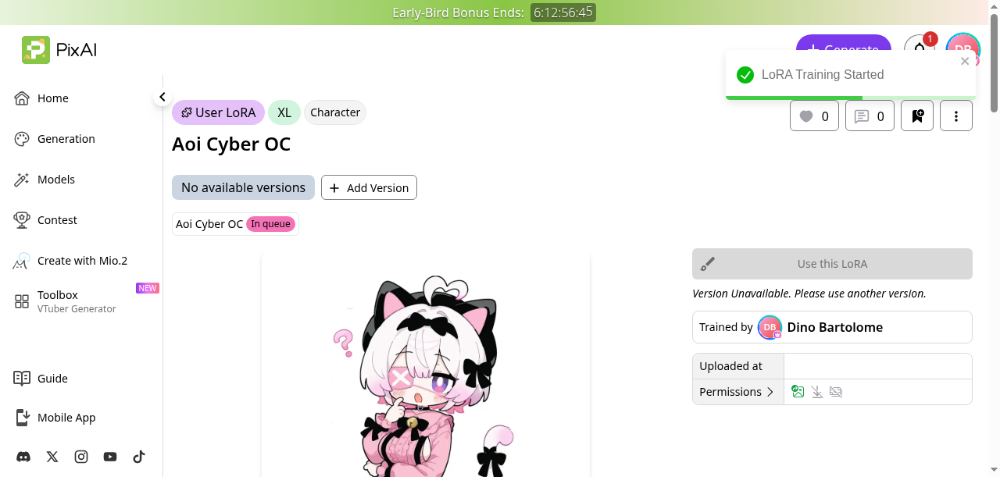 Early-Bird Bonus Ends: 6:12:56:45
PixAI
Generate
1
DB
LoRA Training Started
Home
Generation
Models
Contest
Create with Mio.2
Toolbox
NEW
VTuber Generator
Guide
Mobile App
User LoRA
XL
Character
0
0
Aoi Cyber OC
No available versions
Add Version
Aoi Cyber OC
In queue
?
Use this LoRA
Version Unavailable. Please use another version.
Trained by DB Dino Bartolome
Uploaded at
Permissions